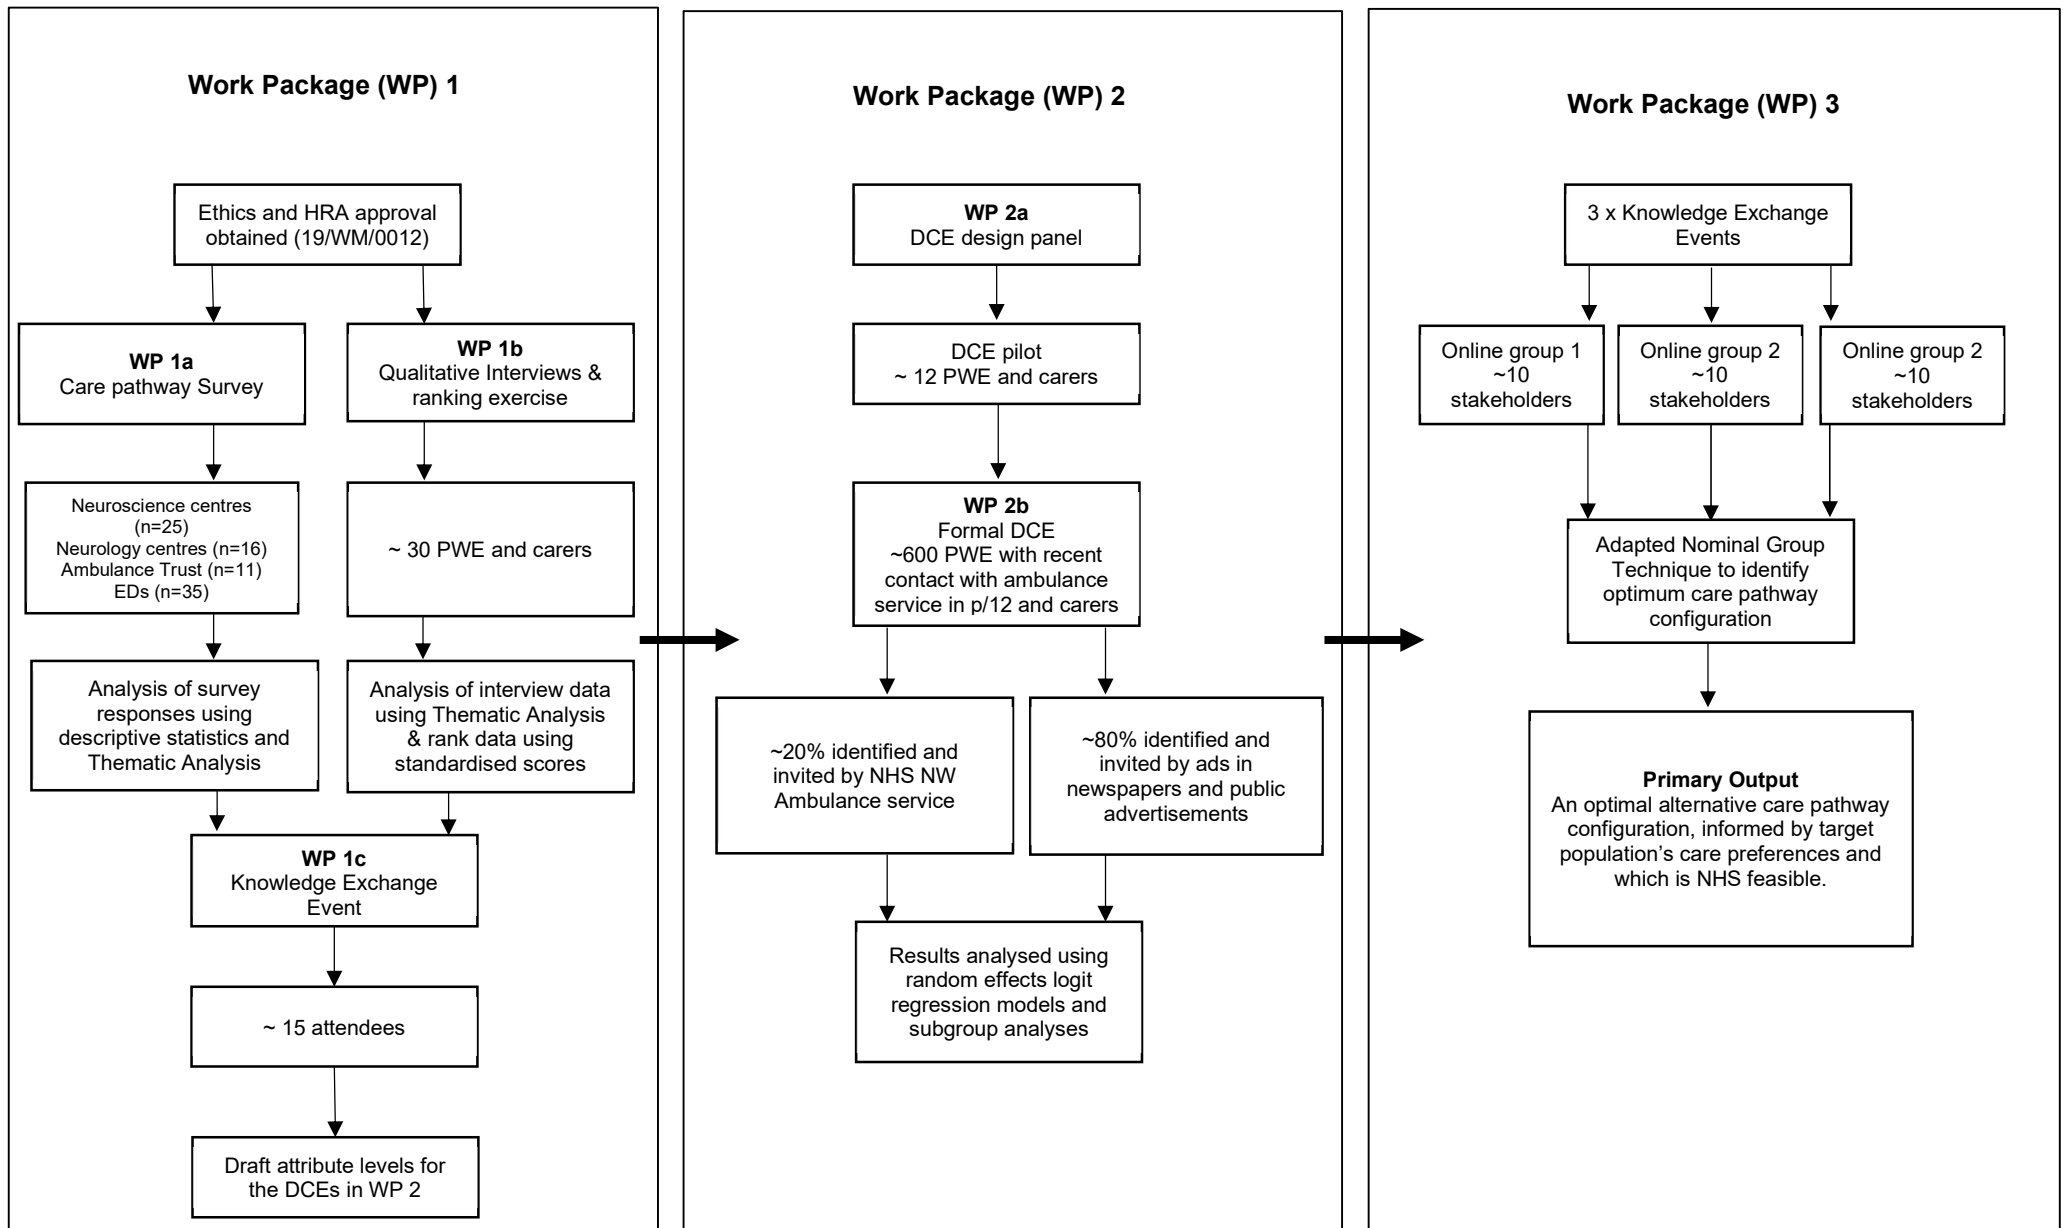 Work Package (WP) 1
Ethics and HRA approval
obtained (19/WM/0012)
WP 1a
Care pathway Survey
WP 1b
Qualitative Interviews &
ranking exercise
Neuroscience centres
(n=25)
Neurology centres (n=16)
Ambulance Trust (n=11)
EDs (n=35)
~ 30 PWE and carers
Analysis of survey
responses using
descriptive statistics and
Thematic Analysis
Analysis of interview data
using Thematic Analysis
& rank data using
standardised scores
WP 1c
Knowledge Exchange
Event
~ 15 attendees
Draft attribute levels for
the DCEs in WP 2
Work Package (WP) 2
WP 2a
DCE design panel
DCE pilot
~ 12 PWE and carers
WP 2b
Formal DCE
~600 PWE with recent
contact with ambulance
service in p/12 and carers
~20% identified and
invited by NHS NW
Ambulance service
~80% identified and
invited by ads in
newspapers and public
advertisements
Results analysed using
random effects logit
regression models and
subgroup analyses
Work Package (WP) 3
3 x Knowledge Exchange
Events
Online group 1
~10
stakeholders
Online group 2
~10
stakeholders
Online group 2
~10
stakeholders
Adapted Nominal Group
Technique to identify
optimum care pathway
configuration
Primary Output
An optimal alternative care pathway
configuration, informed by target
population’s care preferences and
which is NHS feasible.